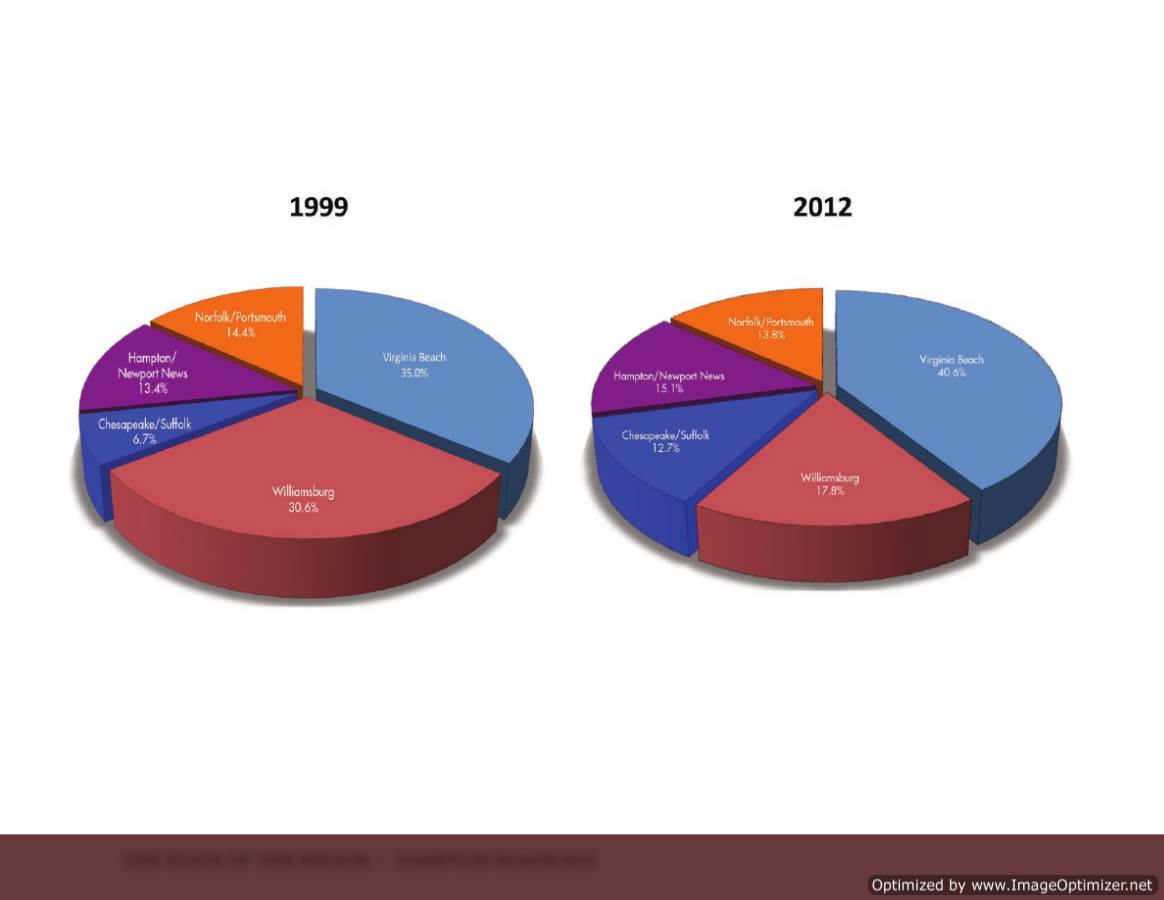 1999
2012
Norfolk/Portsmouth
14.4%
Virginia Beach
35.0%
Hampton/
Newport News
13.4%
Chesapeake/Suffolk
6.7%
Williamsburg
30.6%
Norfolk/Portsmouth
13.8%
Virginia Beach
40.6%
Hampton/Newport News
15.1%
Chesapeake/Suffolk
12.7%
Williamsburg
17.8%
THE STATE OF THE REGION | HAMPTON ROADS
Optimized by www.ImageOptimizer.net